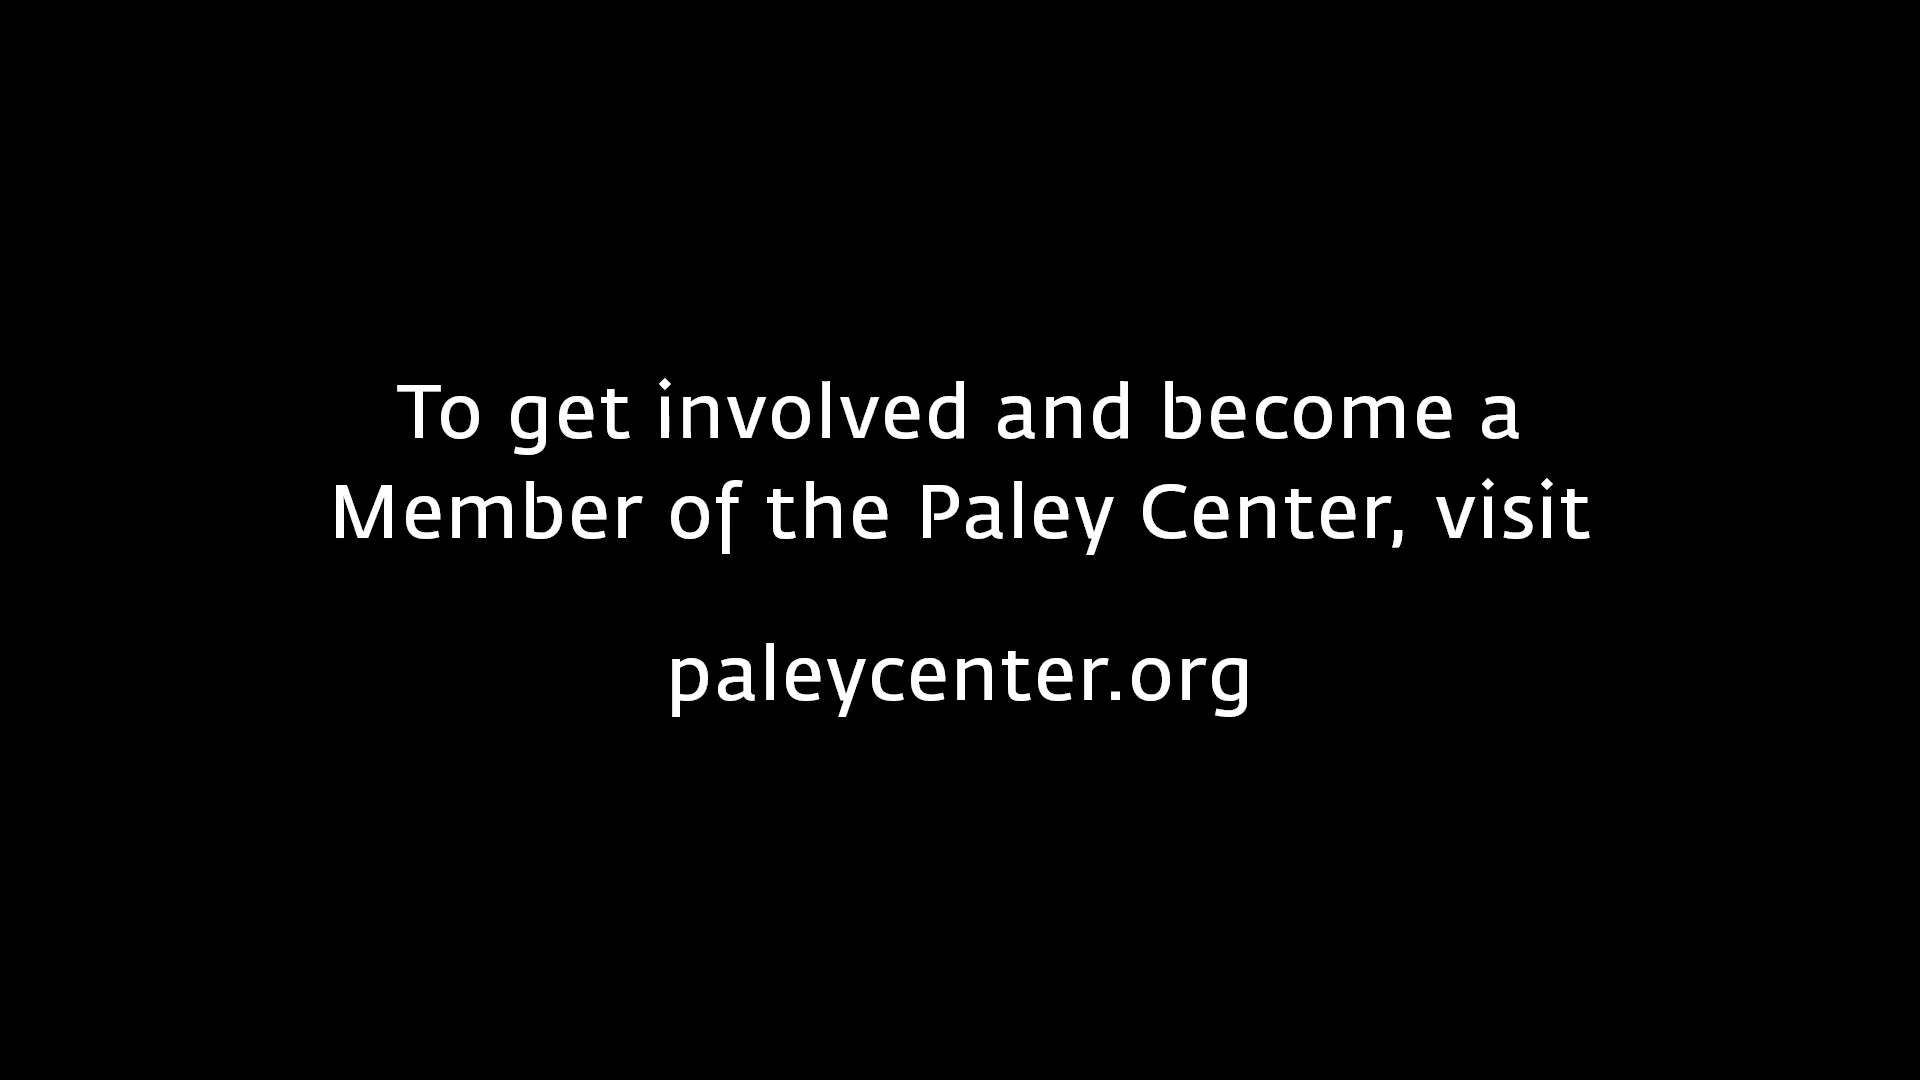 To get involved and become a
Member of the Paley Center, visit
paleycenter.org